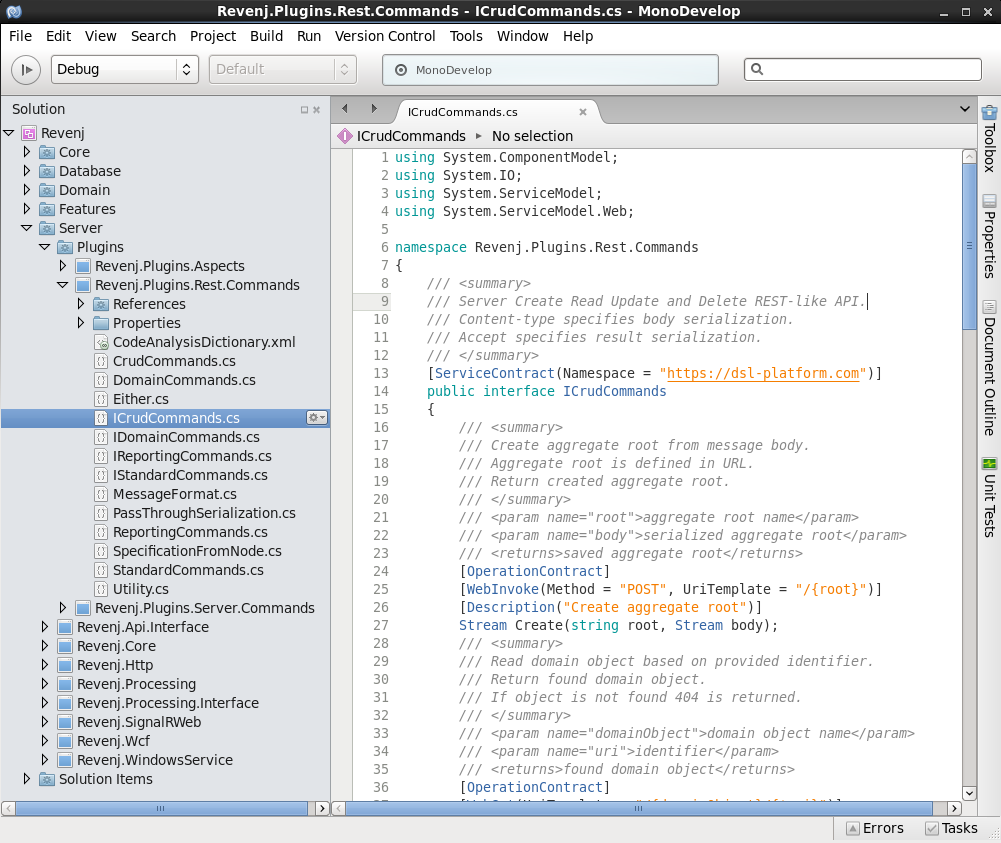 Revenj.Plugins.Rest.Commands - ICrudCommands.cs - MonoDevelop
File Edit View Search Project Build Run Version Control Tools Window Help
Debug
Default
MonoDevelop
Solution
Revenj
Core
Database
Domain
Features
Server
Plugins
Revenj.Plugins.Aspects
Revenj.Plugins.Rest.Commands
References
Properties
CodeAnalysisDictionary.xml
CrudCommands.cs
DomainCommands.cs
Either.cs
ICrudCommands.cs
IDomainCommands.cs
IReportingCommands.cs
IStandardCommands.cs
MessageFormat.cs
PassThroughSerialization.cs
ReportingCommands.cs
SpecificationFromNode.cs
StandardCommands.cs
Utility.cs
Revenj.Plugins.Server.Commands
Revenj.Api.Interface
Revenj.Core
Revenj.Http
Revenj.Processing
Revenj.Processing.Interface
Revenj.SignalRWeb
Revenj.Wcf
Revenj.WindowsService
Solution Items
ICrudCommands.cs
ICrudCommands No selection
1 using System.ComponentModel;
2 using System.IO;
3 using System.ServiceModel;
4 using System.ServiceModel.Web;
5
6 namespace Revenj.Plugins.Rest.Commands
7 {
8 /// <summary>
9 /// Server Create Read Update and Delete REST-like API.
10 /// Content-type specifies body serialization.
11 /// Accept specifies result serialization.
12 /// </summary>
13 [ServiceContract(Namespace = "https://dsl-platform.com")]
14 public interface ICrudCommands
15 {
16 /// <summary>
17 /// Create aggregate root from message body.
18 /// Aggregate root is defined in URL.
19 /// Return created aggregate root.
20 /// </summary>
21 /// <param name="root">aggregate root name</param>
22 /// <param name="body">serialized aggregate root</param>
23 /// <returns>saved aggregate root</returns>
24 [OperationContract]
25 [WebInvoke(Method = "POST", UriTemplate = "/{root}")]
26 [Description("Create aggregate root")]
27 Stream Create(string root, Stream body);
28 /// <summary>
29 /// Read domain object based on provided identifier.
30 /// Return found domain object.
31 /// If object is not found 404 is returned.
32 /// </summary>
33 /// <param name="domainObject">domain object name</param>
34 /// <param name="uri">identifier</param>
35 /// <returns>found domain object</returns>
36 [OperationContract]
Toolbox
Properties
Document Outline
Unit Tests
Errors Tasks